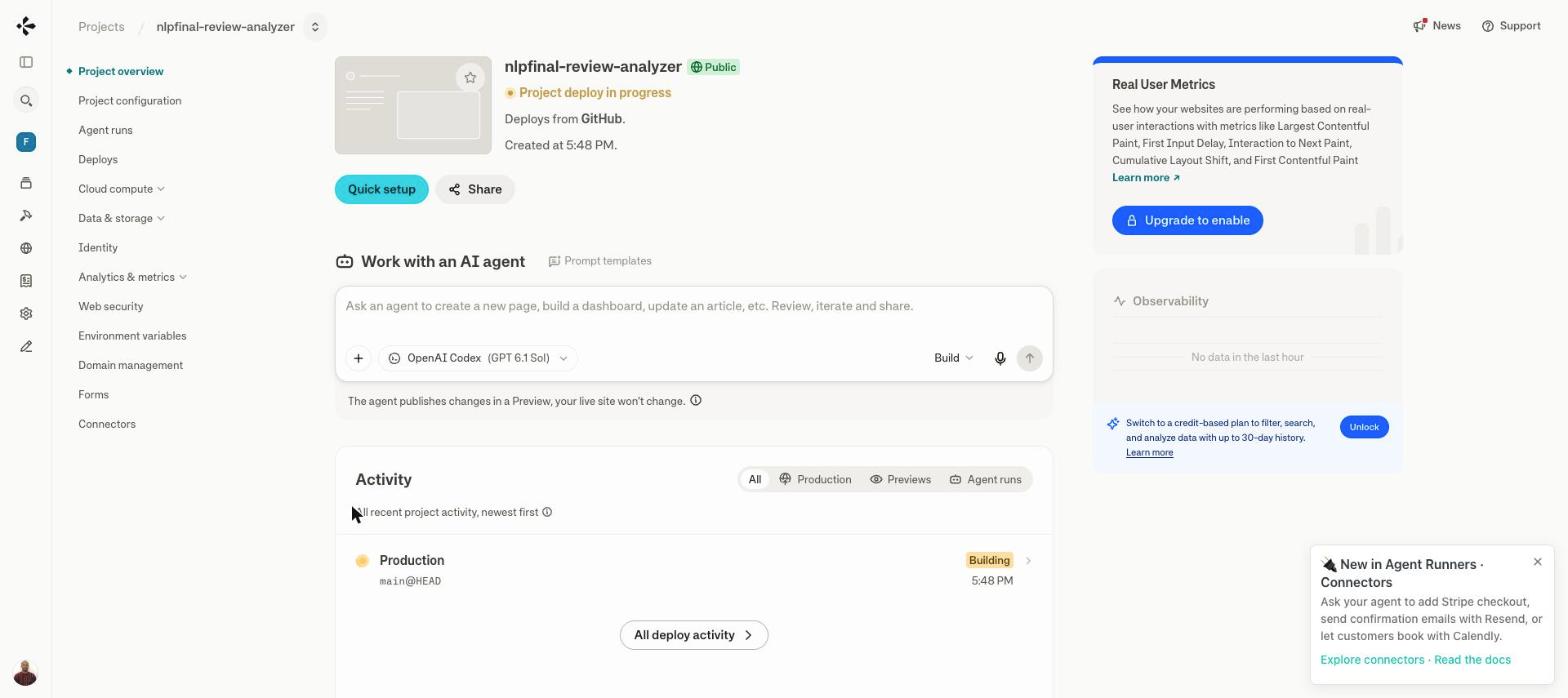 Projects / nlpfinal-review-analyzer
News
Support
F
Project overview
Project configuration
Agent runs
Deploys
Cloud compute
Data & storage
Identity
Analytics & metrics
Web security
Environment variables
Domain management
Forms
Connectors
nlpfinal-review-analyzer Public
Project deploy in progress
Deploys from GitHub.
Created at 5:48 PM.
Quick setup
Share
Work with an AI agent
Prompt templates
Ask an agent to create a new page, build a dashboard, update an article, etc. Review, iterate and share.
OpenAI Codex (GPT 6.1 Sol)
Build
The agent publishes changes in a Preview, your live site won't change.
Activity
All Production Previews Agent runs
All recent project activity, newest first
Production
Building
main@HEAD
5:48 PM
All deploy activity
Real User Metrics
See how your websites are performing based on real-
user interactions with metrics like Largest Contentful
Paint, First Input Delay, Interaction to Next Paint,
Cumulative Layout Shift, and First Contentful Paint
Learn more ↗
Upgrade to enable
Observability
No data in the last hour
Switch to a credit-based plan to filter, search,
and analyze data with up to 30-day history.
Learn more
Unlock
New in Agent Runners ·
Connectors
Ask your agent to add Stripe checkout,
send confirmation emails with Resend, or
let customers book with Calendly.
Explore connectors · Read the docs